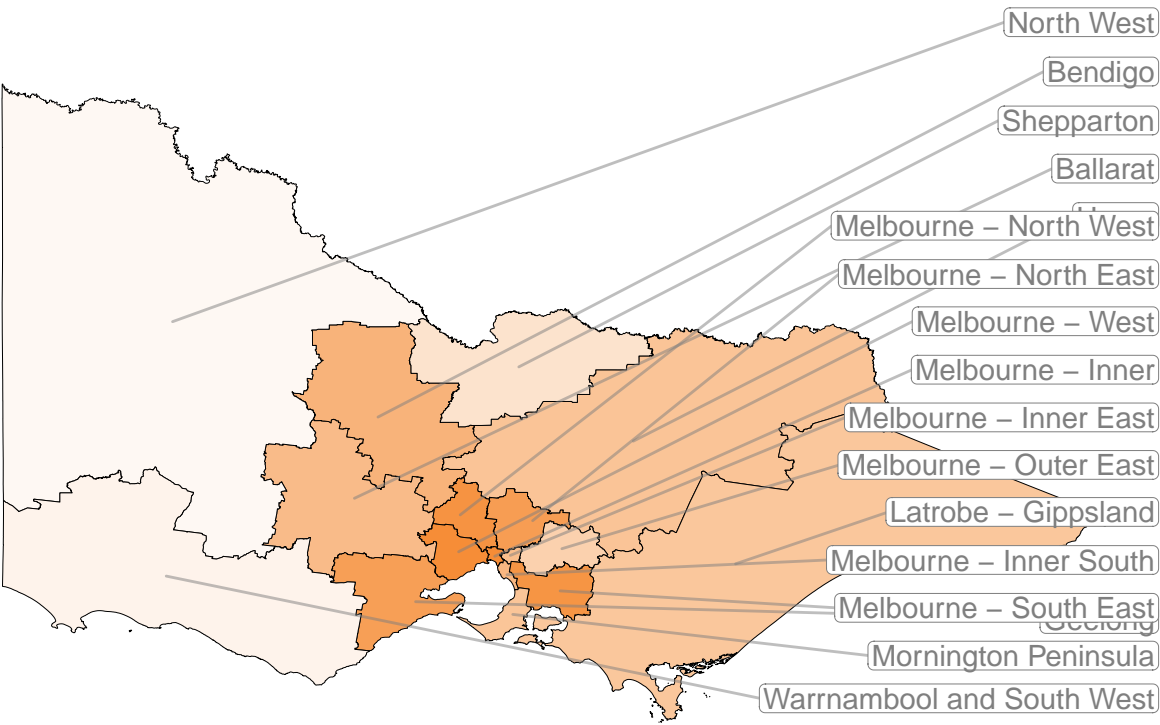 North West
Bendigo
Shepparton
Ballarat
Melbourne – North West
Melbourne – North East
Melbourne – West
Melbourne – Inner
Melbourne – Inner East
Melbourne – Outer East
Latrobe – Gippsland
Melbourne – Inner South
Melbourne – South East
Geelong
Mornington Peninsula
Warrnambool and South West